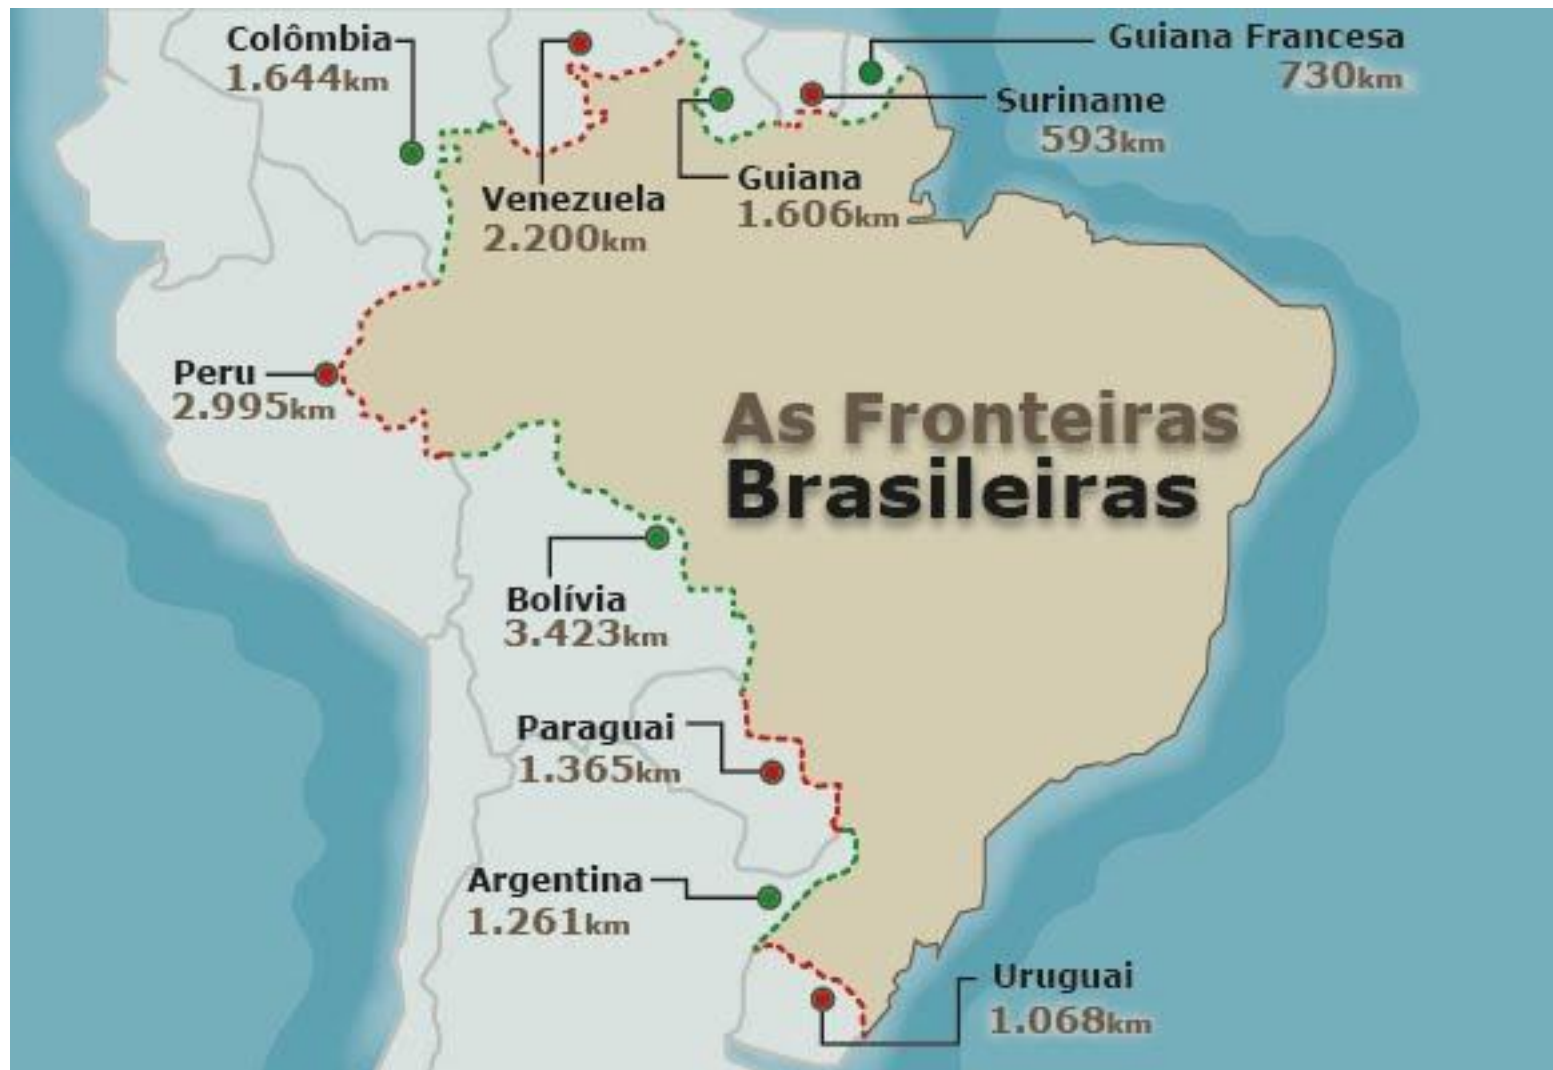 Colômbia
1.644km
Guiana Francesa
730km
Suriname
593km
Guiana
1.606km
Venezuela
2.200km
Peru
2.995km
As Fronteiras
Brasileiras
Bolívia
3.423km
Paraguai
1.365km
Argentina
1.261km
Uruguai
1.068km